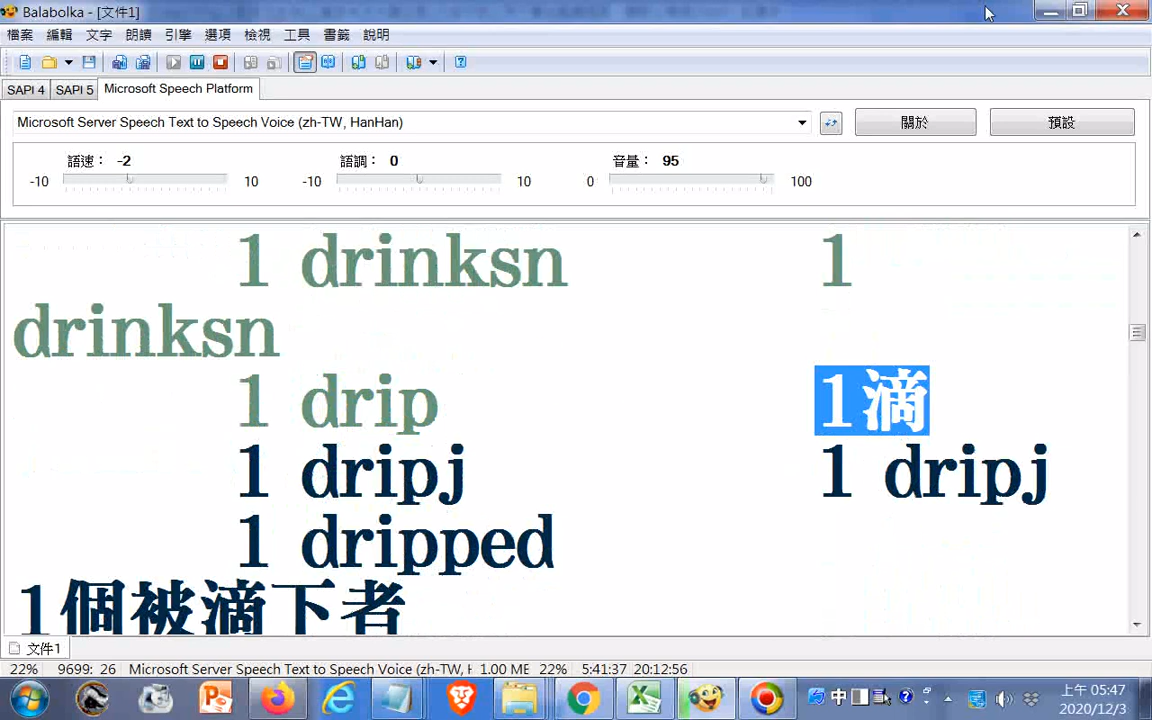 Balabolka - [文件1]
檔案 編輯 文字 朗讀 引擎 選項 檢視 工具 書籤 說明
SAPI 4 SAPI 5 Microsoft Speech Platform
Microsoft Server Speech Text to Speech Voice (zh-TW, HanHan) 關於 預設
語速： -2 語調： 0 音量： 95
-10 10 -10 10 0 100
1 drinksn 1
drinksn
1 drip 1滴
1 dripj 1 dripj
1 dripped
1個被滴下者
文件1
22% 9699: 26 Microsoft Server Speech Text to Speech Voice (zh-TW, H 1.00 ME 22% 5:41:37 20:12:56
中 上午 05:47
2020/12/3